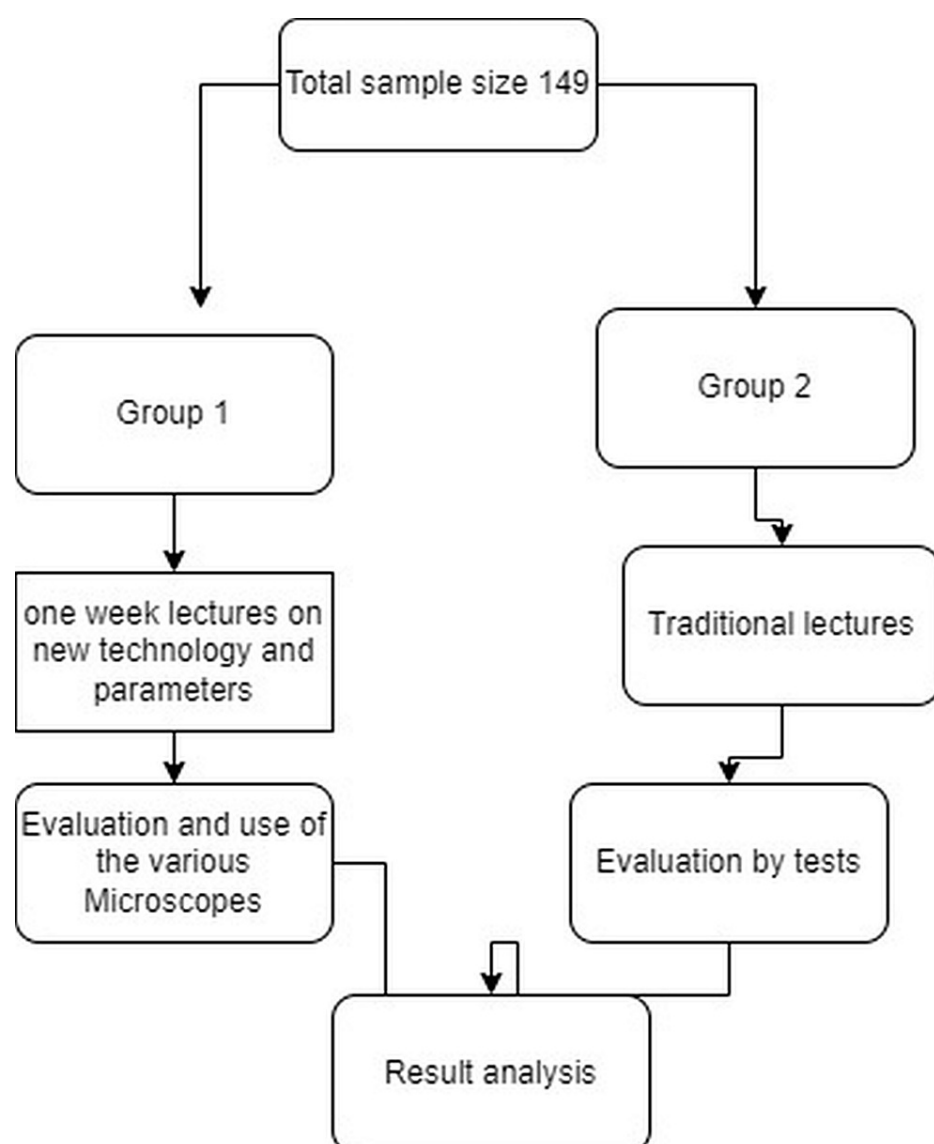 Total sample size 149
Group 1
Group 2
one week lectures on
new technology and
parameters
Traditional lectures
Evaluation and use of
the various
Microscopes
Evaluation by tests
Result analysis